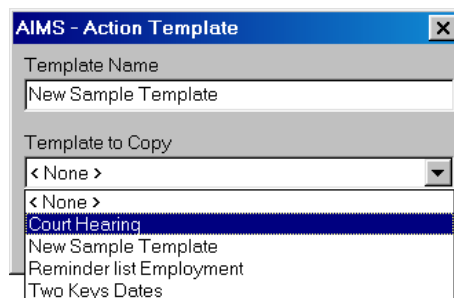 AIMS - Action Template
Template Name
New Sample Template
Template to Copy
< None >
< None >
Court Hearing
New Sample Template
Reminder list Employment
Two Keys Dates